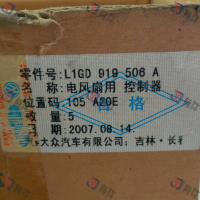 零件号: L1GD 919 506 A
名 称: 电风扇用 控制器
位置码 105 A20E
收 量: 5
日 期: 2007.08.14.
大众汽车有限公司 吉林·长春
合格